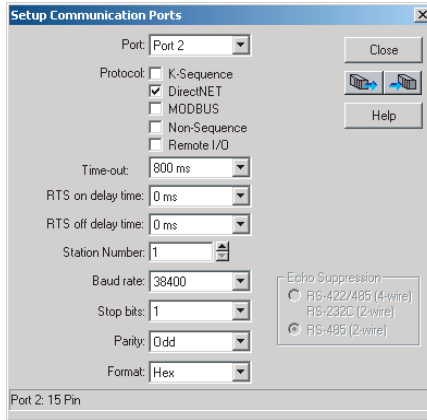 Setup Communication Ports
Port: Port 2
Close
Protocol: K-Sequence
DirectNET
MODBUS
Non-Sequence
Remote I/O
Help
Time-out: 800 ms
RTS on delay time: 0 ms
RTS off delay time: 0 ms
Station Number: 1
Baud rate: 38400
Stop bits: 1
Parity: Odd
Format: Hex
Echo Suppression
RS-422/485 (4-wire)
RS-232C (2-wire)
RS-485 (2-wire)
Port 2: 15 Pin